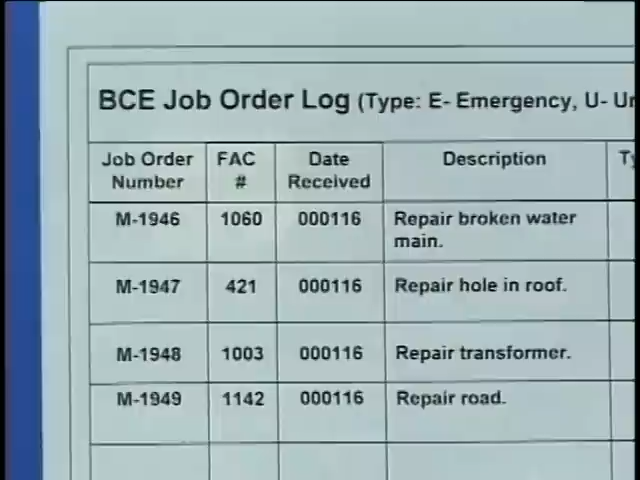 BCE Job Order Log (Type: E- Emergency, U-
Job Order Number FAC # Date Received Description
M-1946 1060 000116 Repair broken water main.
M-1947 421 000116 Repair hole in roof.
M-1948 1003 000116 Repair transformer.
M-1949 1142 000116 Repair road.